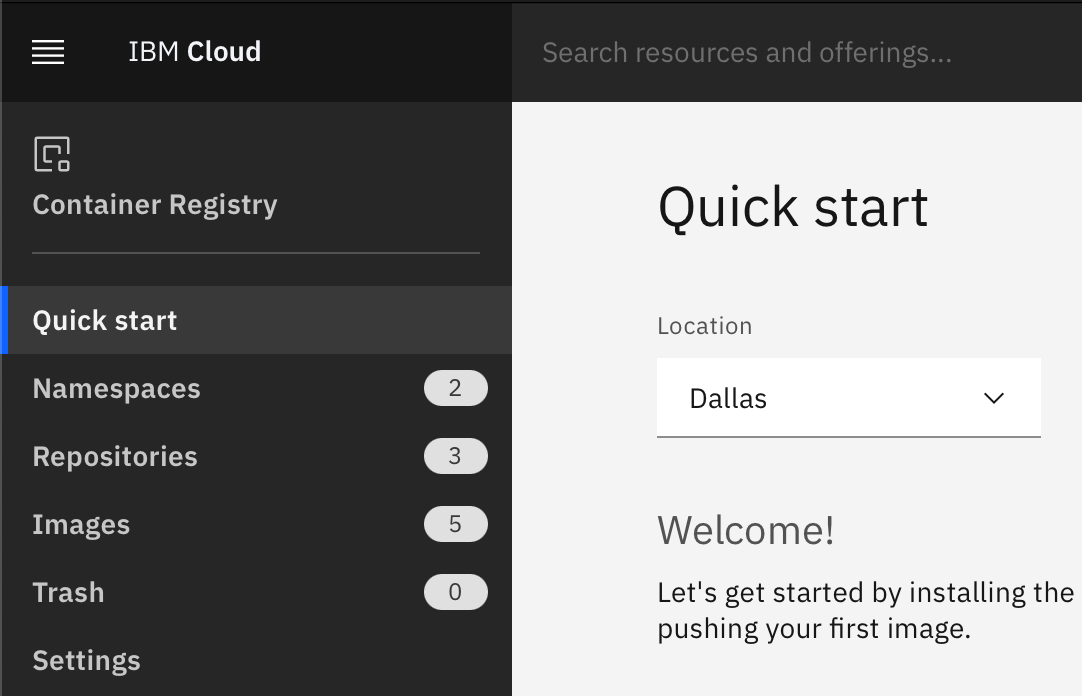 IBM Cloud
Search resources and offerings...
Container Registry
Quick start
Namespaces 2
Repositories 3
Images 5
Trash 0
Settings
Quick start
Location
Dallas
Welcome!
Let's get started by installing the
pushing your first image.